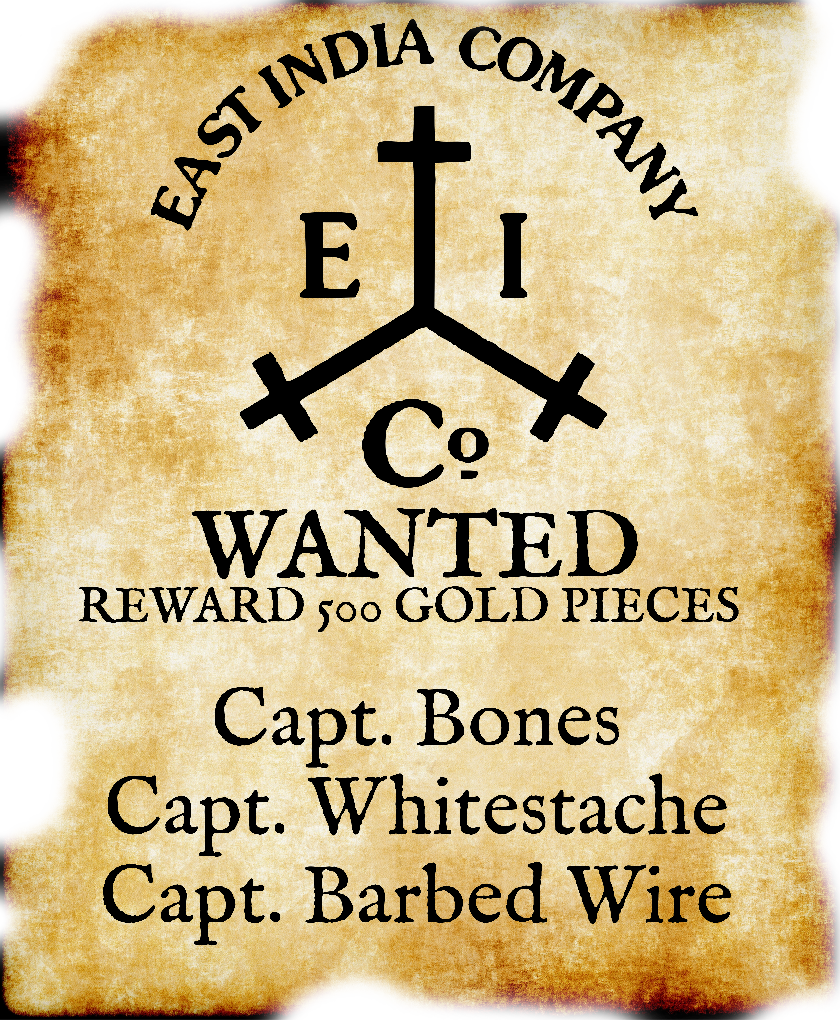 EAST INDIA COMPANY
E I
Co
WANTED
REWARD 500 GOLD PIECES
Capt. Bones
Capt. Whitestache
Capt. Barbed Wire